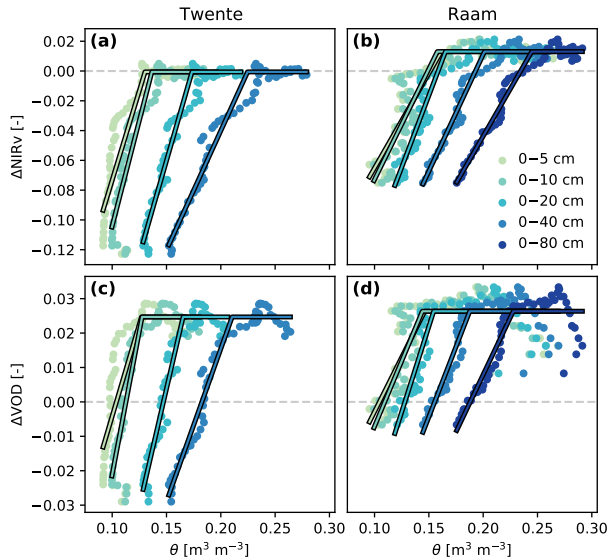 Twente
Raam
(a)
(b)
ΔNIRv [-]
0.02
0.00
−0.02
−0.04
−0.06
−0.08
−0.10
−0.12
0−5 cm
0−10 cm
0−20 cm
0−40 cm
0−80 cm
(c)
(d)
ΔVOD [-]
0.03
0.02
0.01
0.00
−0.01
−0.02
−0.03
0.10 0.15 0.20 0.25 0.30
0.10 0.15 0.20 0.25 0.30
θ [m³ m⁻³]
θ [m³ m⁻³]